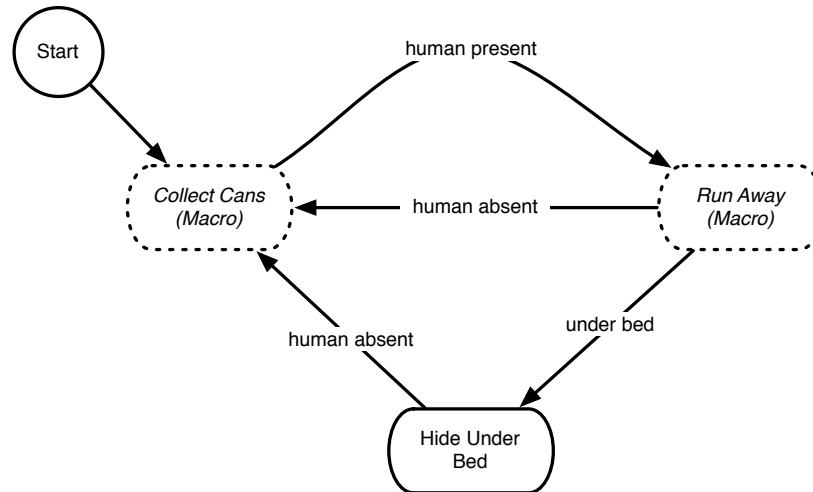 Start
human present
Collect Cans
(Macro)
human absent
Run Away
(Macro)
human absent
under bed
Hide Under
Bed